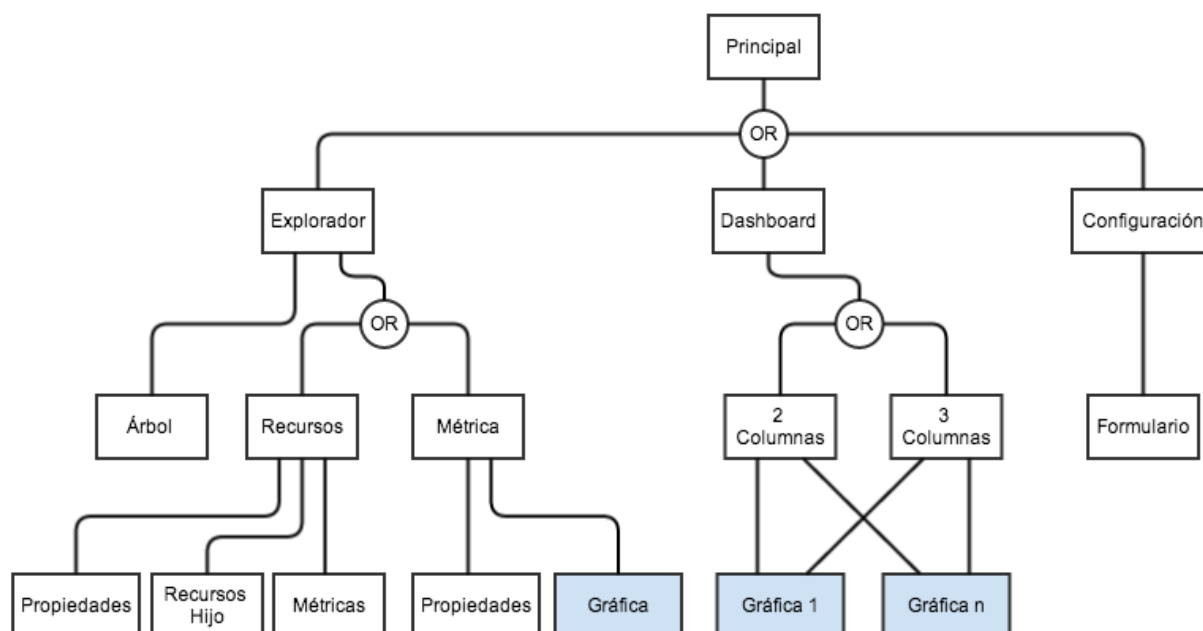 Principal
OR
Explorador
Dashboard
Configuración
OR
OR
Árbol
Recursos
Métrica
2
Columnas
3
Columnas
Formulario
Propiedades
Recursos
Hijo
Métricas
Propiedades
Gráfica
Gráfica 1
Gráfica n